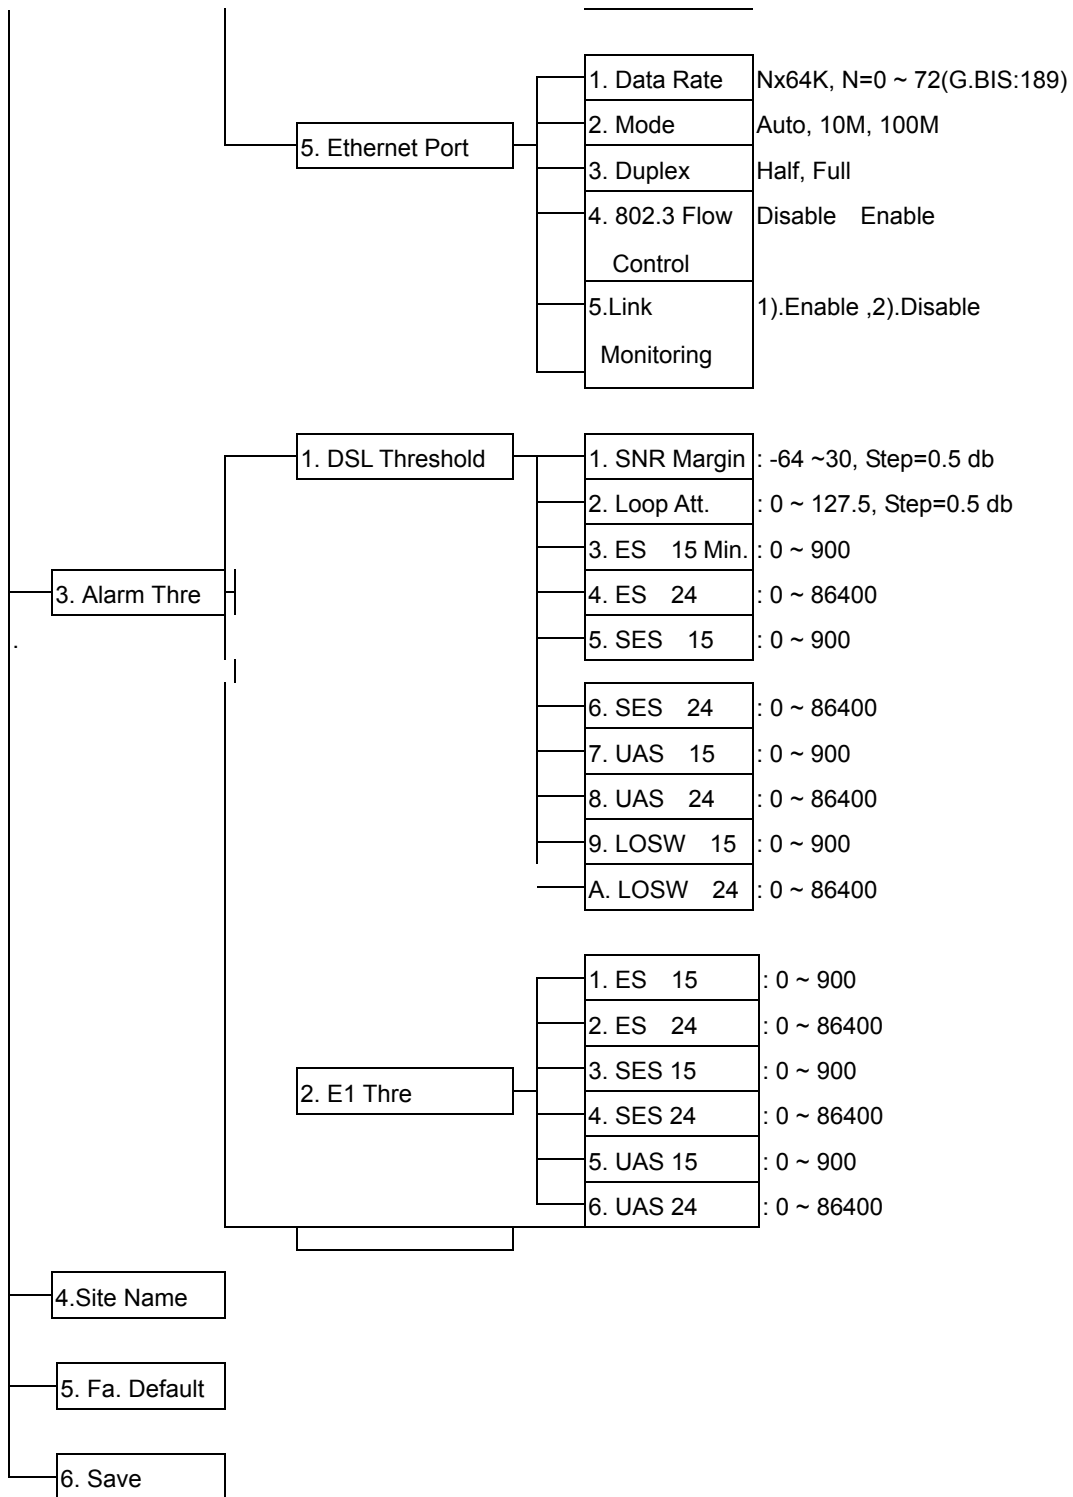 1. Data Rate Nx64K, N=0 ~ 72(G.BIS:189)
2. Mode Auto, 10M, 100M
5. Ethernet Port
3. Duplex Half, Full
4. 802.3 Flow Disable Enable
Control
5.Link 1).Enable ,2).Disable
Monitoring
1. DSL Threshold 1. SNR Margin : -64 ~30, Step=0.5 db
2. Loop Att. : 0 ~ 127.5, Step=0.5 db
3. ES 15 Min. : 0 ~ 900
3. Alarm Thre 4. ES 24 : 0 ~ 86400
. 5. SES 15 : 0 ~ 900
6. SES 24 : 0 ~ 86400
7. UAS 15 : 0 ~ 900
8. UAS 24 : 0 ~ 86400
9. LOSW 15 : 0 ~ 900
A. LOSW 24 : 0 ~ 86400
1. ES 15 : 0 ~ 900
2. ES 24 : 0 ~ 86400
3. SES 15 : 0 ~ 900
2. E1 Thre
4. SES 24 : 0 ~ 86400
5. UAS 15 : 0 ~ 900
6. UAS 24 : 0 ~ 86400
4.Site Name
5. Fa. Default
6. Save